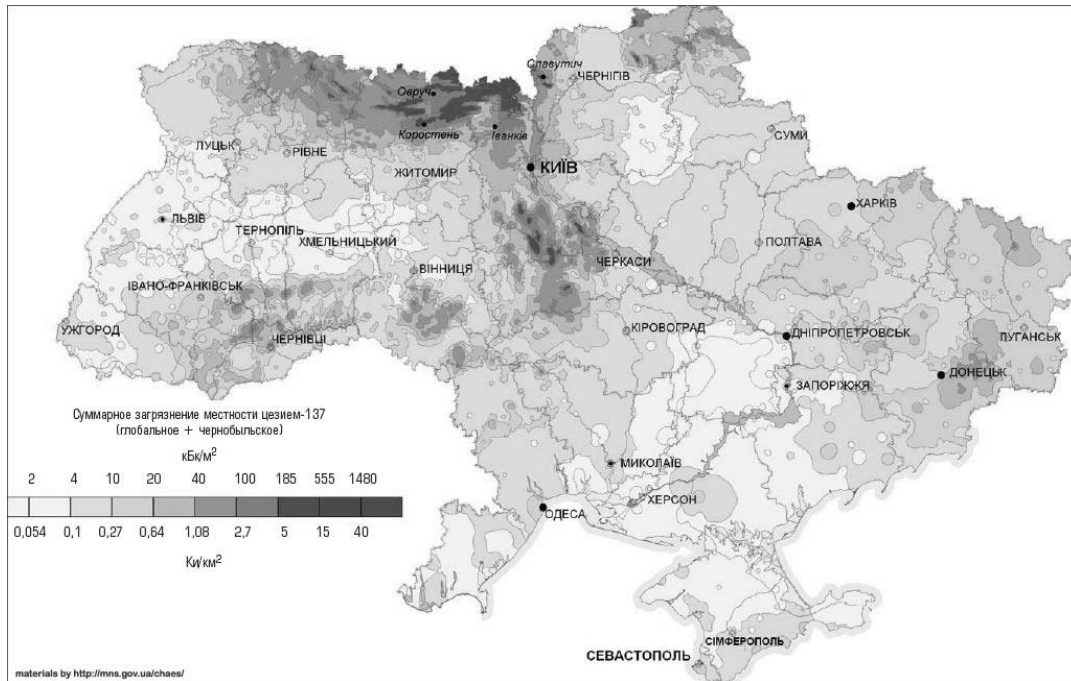 Славутич
ЧЕРНІГІВ
Овруч
Коростень
Іванків
СУМИ
ЛУЦЬК
РІВНЕ
КИЇВ
ЖИТОМИР
ХАРКІВ
ЛЬВІВ
ТЕРНОПІЛЬ
ХМЕЛЬНИЦЬКИЙ
ПОЛТАВА
ЧЕРКАСИ
ВІННИЦЯ
ІВАНО-ФРАНКІВСЬК
УЖГОРОД
КІРОВОГРАД
ДНІПРОПЕТРОВСЬК
ЛУГАНСЬК
ЧЕРНІВЦІ
ДОНЕЦЬК
ЗАПОРІЖЖЯ
Суммарное загрязнение местности цезием-137
(глобальное + чернобыльское)
кБк/м²
2 4 10 20 40 100 185 555 1480
0,054 0,1 0,27 0,64 1,08 2,7 5 15 40
Ки/км²
МИКОЛАЇВ
ХЕРСОН
ОДЕСА
СІМФЕРОПОЛЬ
СЕВАСТОПОЛЬ
materials by http://mns.gov.ua/chaes/